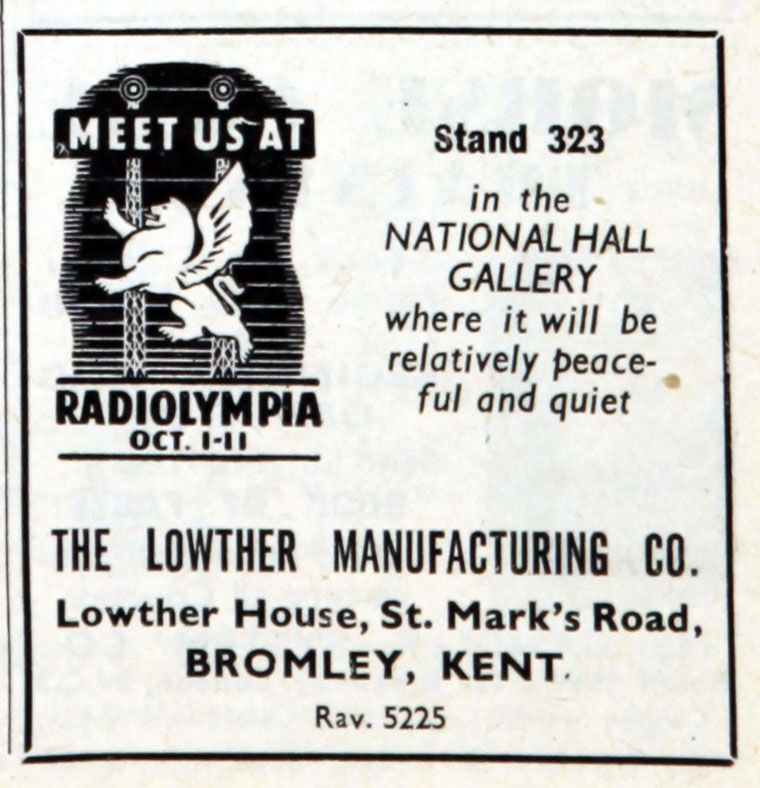 MEET US AT
RADIOLYMPIA
OCT. 1-11
Stand 323
in the
NATIONAL HALL
GALLERY
where it will be
relatively peace-
ful and quiet
THE LOWTHER MANUFACTURING CO.
Lowther House, St. Mark's Road,
BROMLEY, KENT.
Rav. 5225